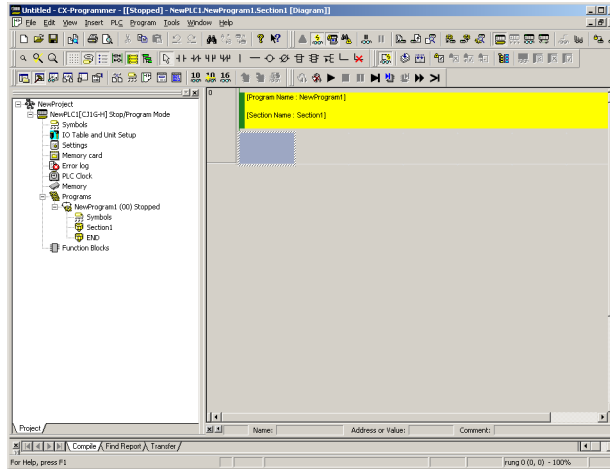 Untitled - CX-Programmer - [[Stopped] - NewPLC1.NewProgram1.Section1 [Diagram]]
File Edit View Insert PLC Program Tools Window Help
10 10 16
NewProject
NewPLC1[CJ1G-H] Stop/Program Mode
Symbols
IO Table and Unit Setup
Settings
Memory card
Error log
PLC Clock
Memory
Programs
NewProgram1 (00) Stopped
Symbols
Section1
END
Function Blocks
Project
0
[Program Name : NewProgram1]
[Section Name : Section1]
Name: Address or Value: Comment:
Compile Find Report Transfer
For Help, press F1
rung 0 (0, 0) - 100%